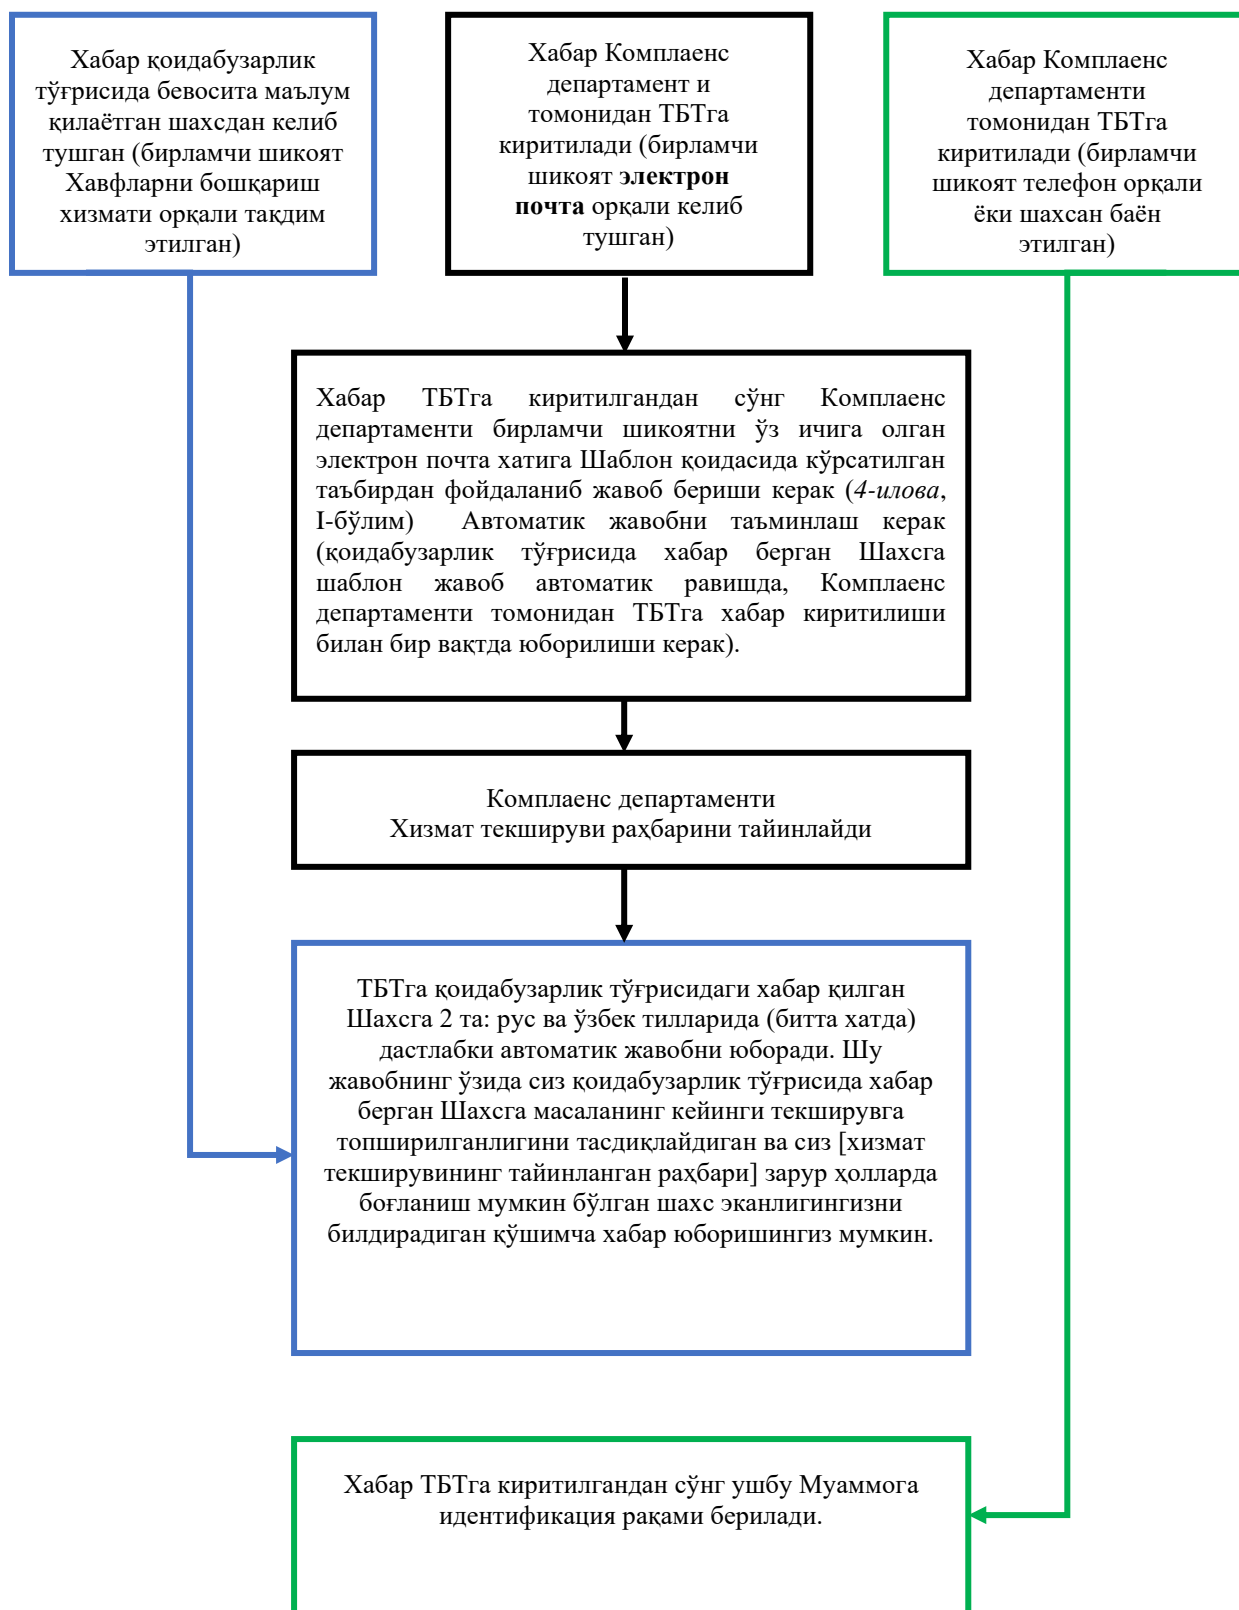 Хабар қоидабузарлик
тўғрисида бевосита маълум
қилаётган шахсдан келиб
тушган (бирламчи шикоят
Хавфларни бошқариш
хизмати орқали тақдим
этилган)
Хабар Комплаенс
департамент и
томонидан ТБТга
киритилади (бирламчи
шикоят электрон
почта орқали келиб
тушган)
Хабар Комплаенс
департаменти
томонидан ТБТга
киритилади (бирламчи
шикоят телефон орқали
ёки шахсан баён
этилган)
Хабар ТБТга киритилгандан сўнг Комплаенс
департаменти бирламчи шикоятни ўз ичига олган
электрон почта хатига Шаблон қоидасида кўрсатилган
таъбирдан фойдаланиб жавоб бериши керак (4-илова,
I-бўлим) Автоматик жавобни таъминлаш керак
(қоидабузарлик тўғрисида хабар берган Шахсга
шаблон жавоб автоматик равишда, Комплаенс
департаменти томонидан ТБТга хабар киритилиши
билан бир вақтда юборилиши керак).
Комплаенс департаменти
Хизмат текшируви раҳбарини тайинлайди
ТБТга қоидабузарлик тўғрисидаги хабар қилган
Шахсга 2 та: рус ва ўзбек тилларида (битта хатда)
дастлабки автоматик жавобни юборади. Шу
жавобнинг ўзида сиз қоидабузарлик тўғрисида хабар
берган Шахсга масаланинг кейинги текширувга
топширилганлигини тасдиқлайдиган ва сиз [хизмат
текширувининг тайинланган раҳбари] зарур ҳолларда
боғланиш мумкин бўлган шахс эканлигингизни
билдирадиган қўшимча хабар юборишингиз мумкин.
Хабар ТБТга киритилгандан сўнг ушбу Муаммога
идентификация рақами берилади.